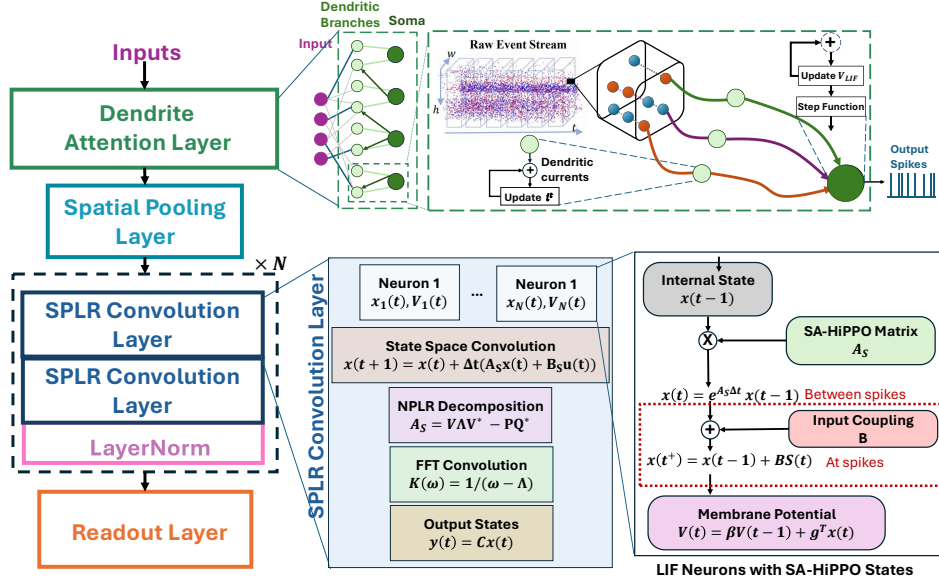 Inputs
Dendrite
Attention Layer
Spatial Pooling
Layer
× N
SPLR Convolution
Layer
SPLR Convolution
Layer
LayerNorm
Readout Layer
Dendritic
Branches
Soma
Input
Raw Event Stream
w
h
t
Dendritic
currents
+
Update
+
Update V_LIF
Step Function
Output
Spikes
SPLR Convolution Layer
Neuron 1
x₁(t), V₁(t)
...
Neuron 1
x_N(t), V_N(t)
State Space Convolution
x(t + 1) = x(t) + Δt(A_S x(t) + B_S u(t))
NPLR Decomposition
A_S = VΛV* − PQ*
FFT Convolution
K(ω) = 1/(ω − Λ)
Output States
y(t) = Cx(t)
Internal State
x(t − 1)
X
SA-HiPPO Matrix
A_S
x(t) = e^{A_S Δt} x(t − 1)
Between spikes
+
Input Coupling
B
x(t⁺) = x(t − 1) + BS(t)
At spikes
Membrane Potential
V(t) = βV(t − 1) + gᵀx(t)
LIF Neurons with SA-HiPPO States